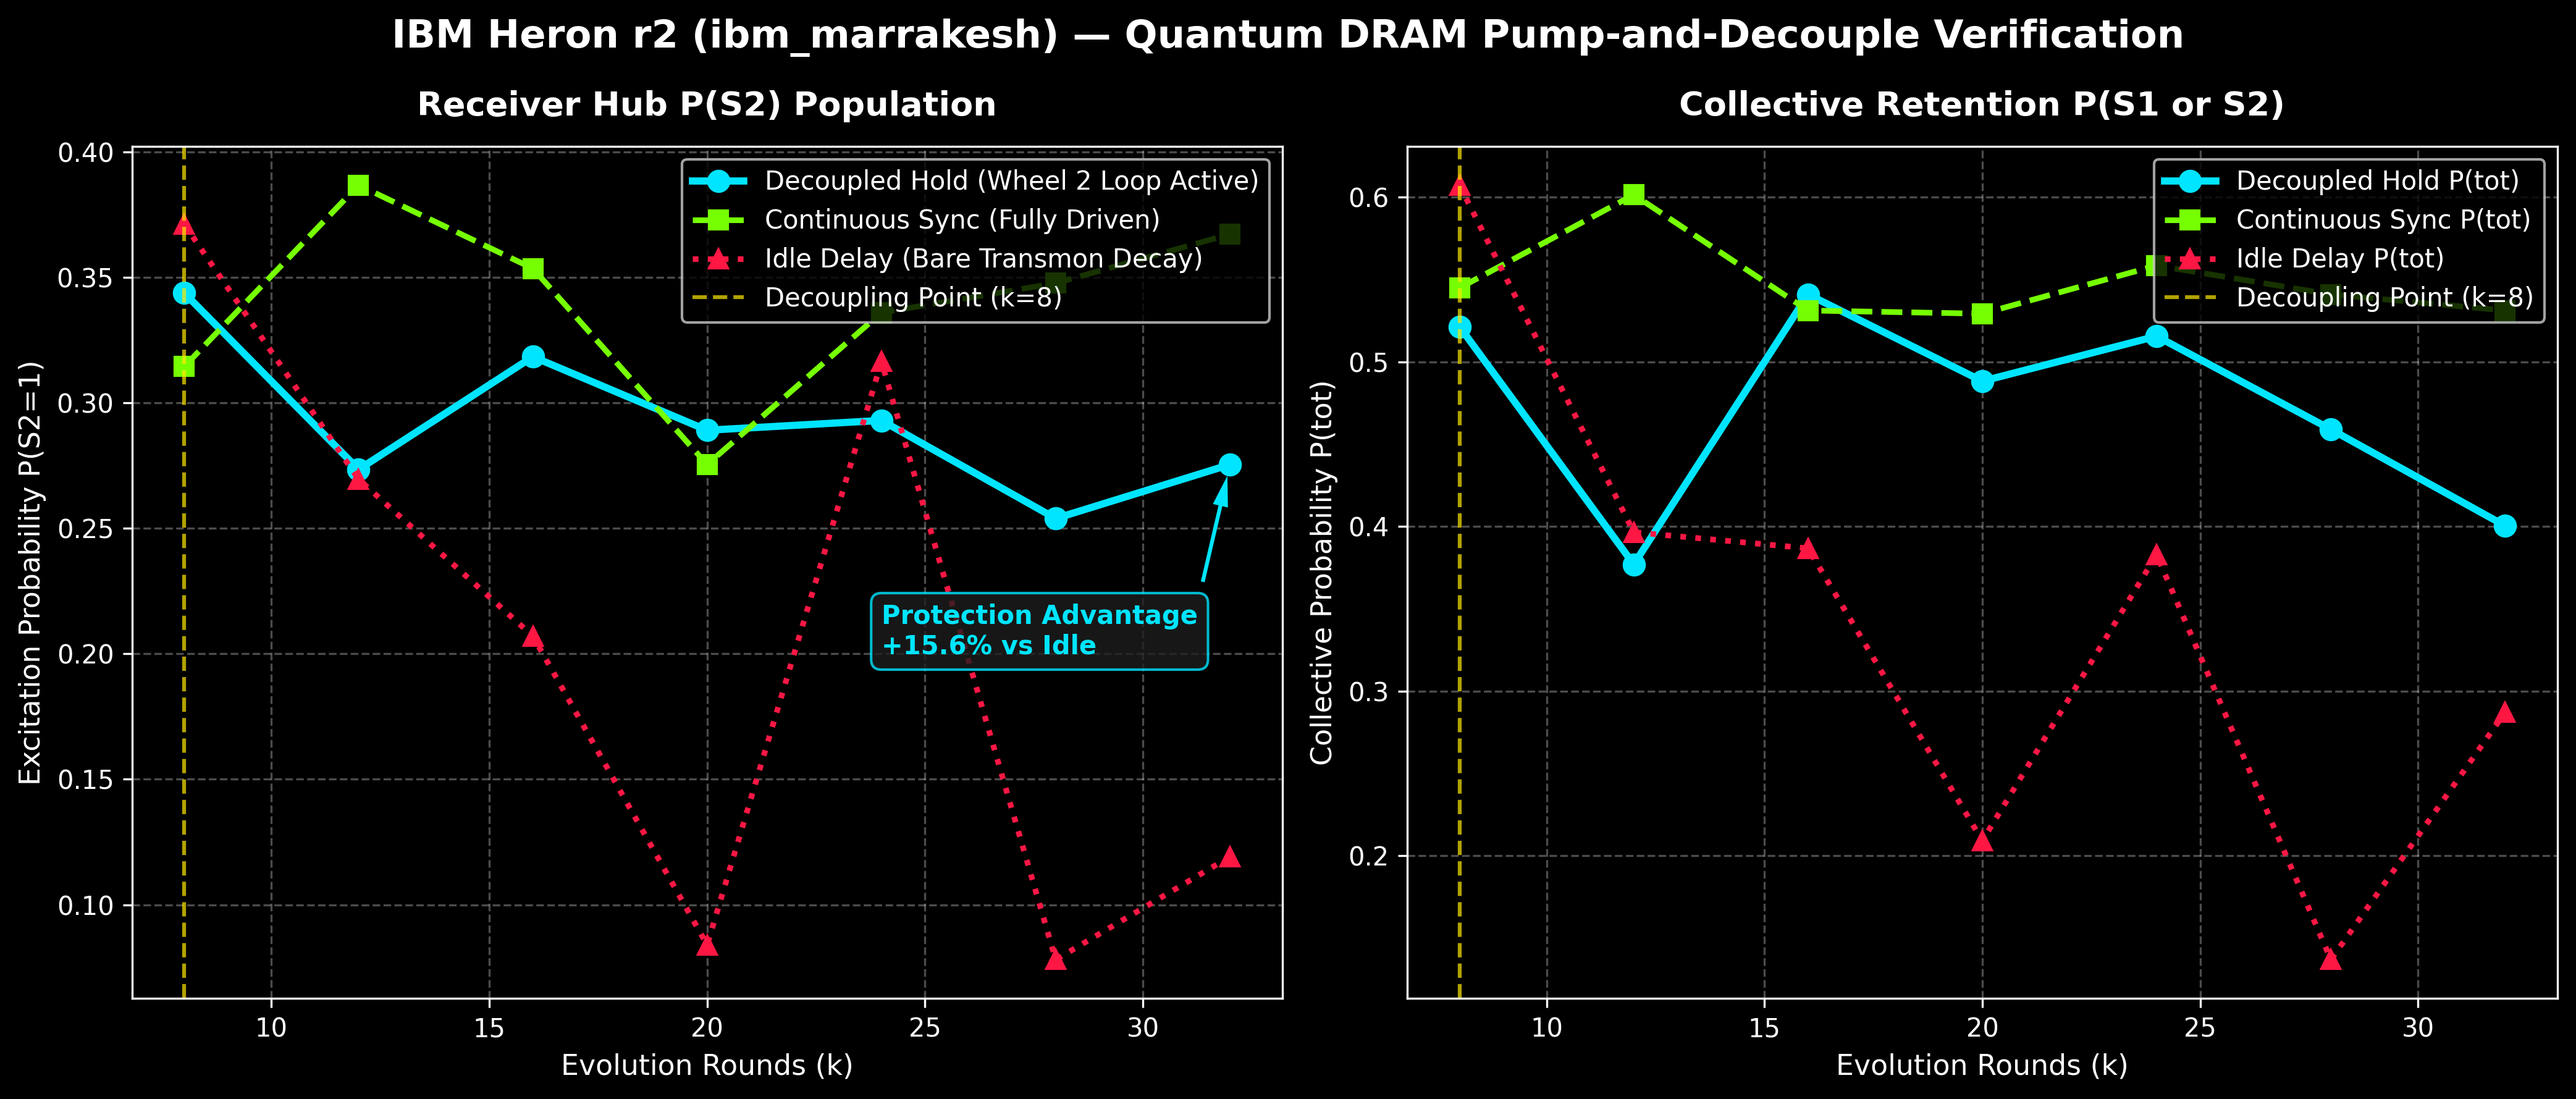 IBM Heron r2 (ibm_marrakesh) — Quantum DRAM Pump-and-Decouple Verification
Receiver Hub P(S2) Population
Excitation Probability P(S2=1)
0.40
0.35
0.30
0.25
0.20
0.15
0.10
Decoupled Hold (Wheel 2 Loop Active)
Continuous Sync (Fully Driven)
Idle Delay (Bare Transmon Decay)
Decoupling Point (k=8)
Protection Advantage
+15.6% vs Idle
10 15 20 25 30
Evolution Rounds (k)
Collective Retention P(S1 or S2)
Collective Probability P(tot)
0.6
0.5
0.4
0.3
0.2
Decoupled Hold P(tot)
Continuous Sync P(tot)
Idle Delay P(tot)
Decoupling Point (k=8)
10 15 20 25 30
Evolution Rounds (k)